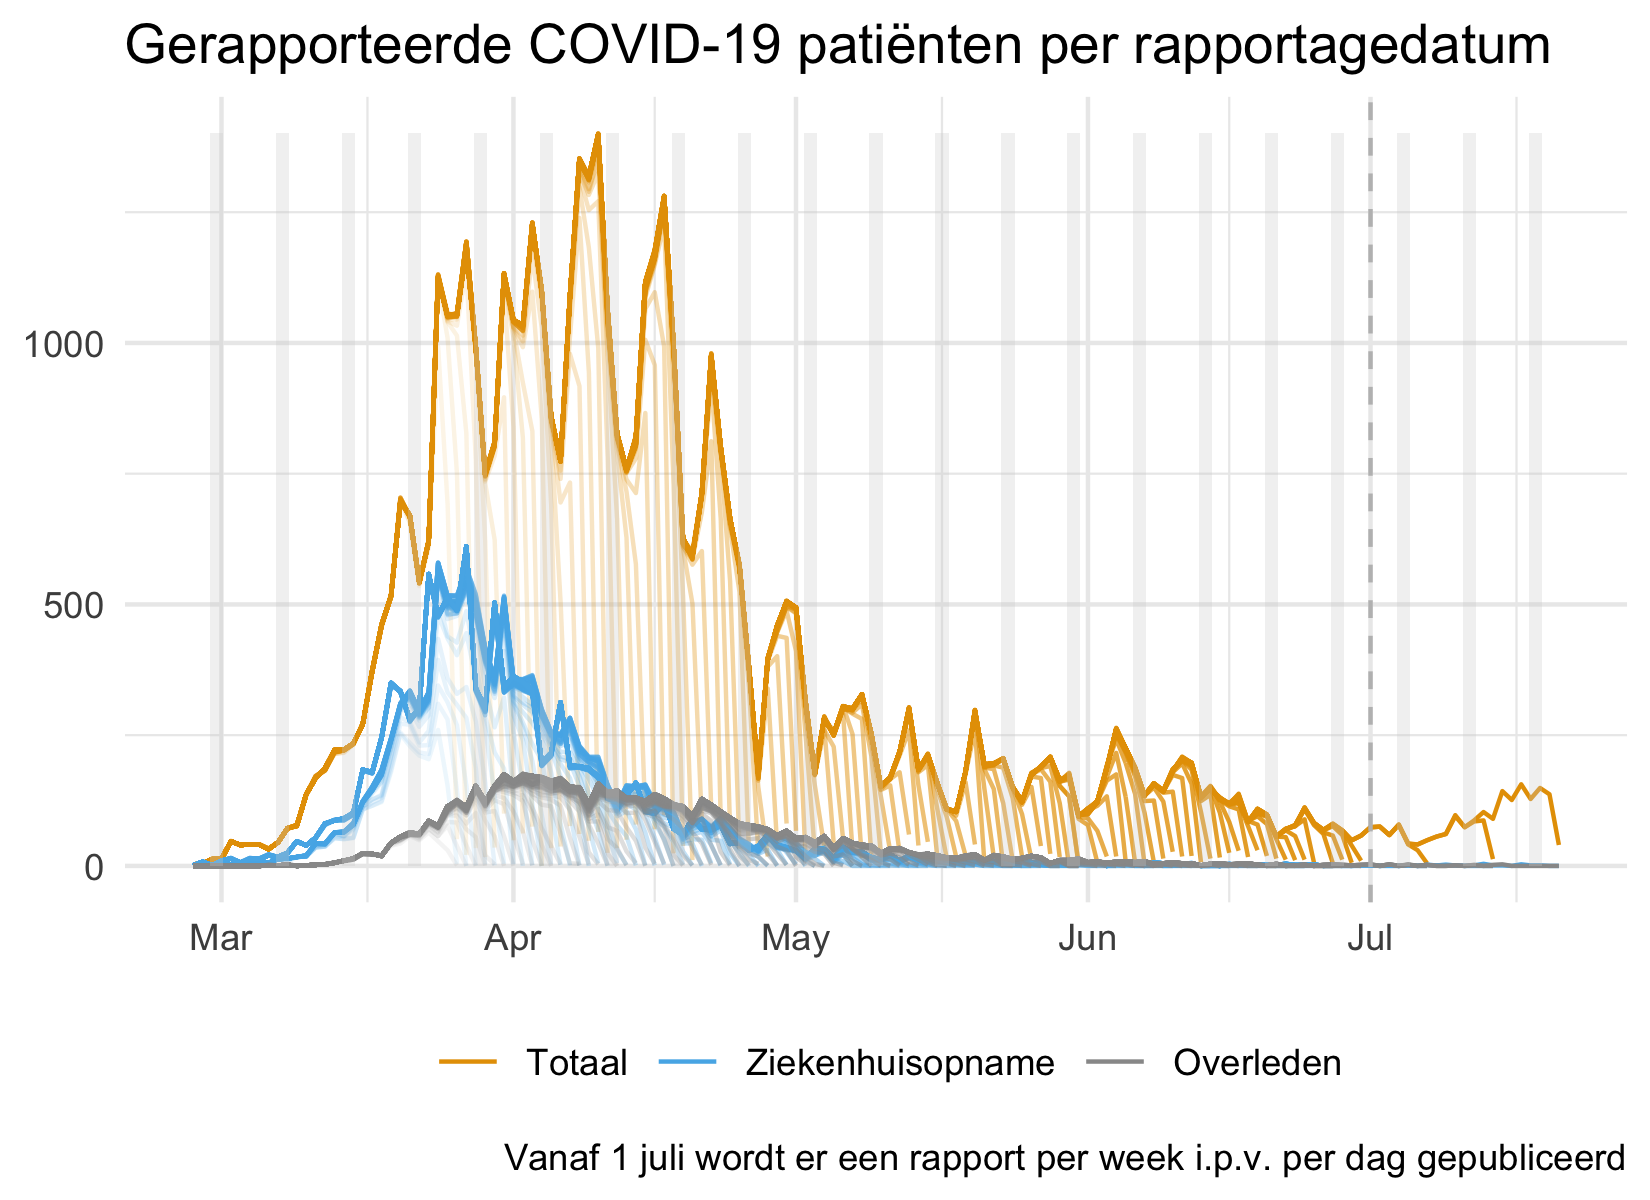 Gerapporteerde COVID-19 patiënten per rapportagedatum
1000
500
0
Mar Apr May Jun Jul
Totaal Ziekenhuisopname Overleden
Vanaf 1 juli wordt er een rapport per week i.p.v. per dag gepubliceerd